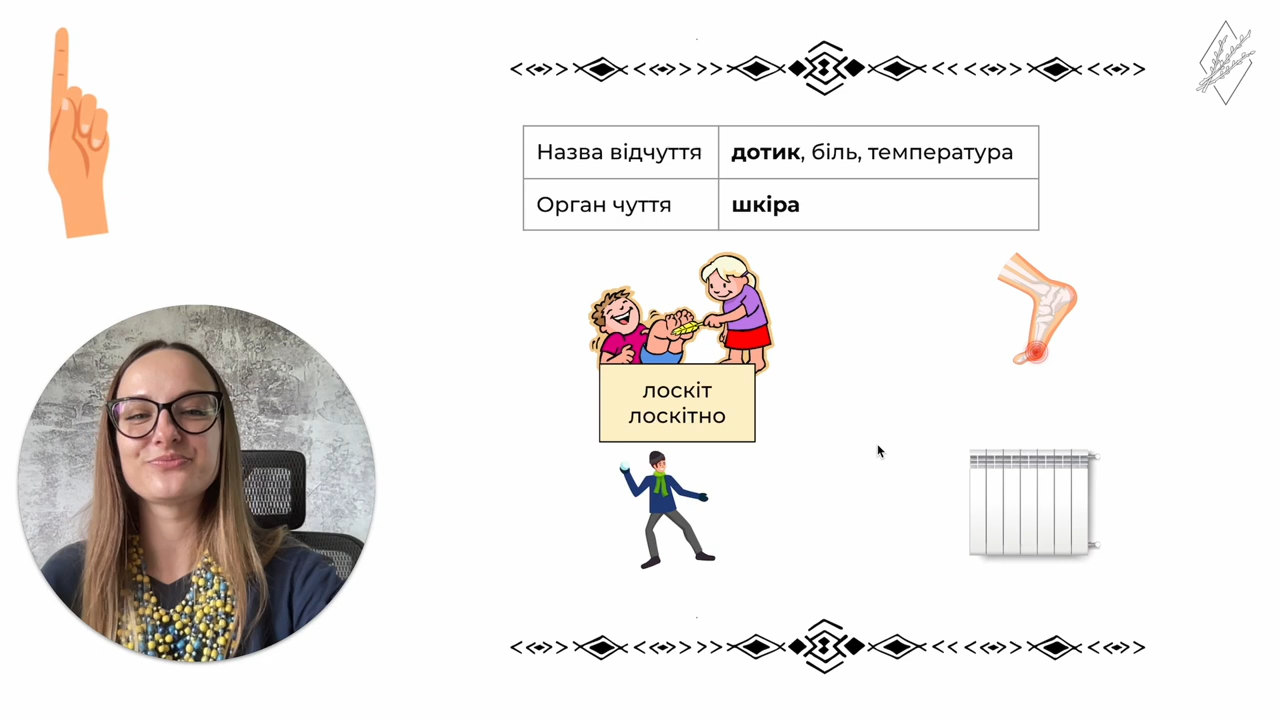 Назва відчуття дотик, біль, температура
Орган чуття шкіра
лоскіт
лоскітно